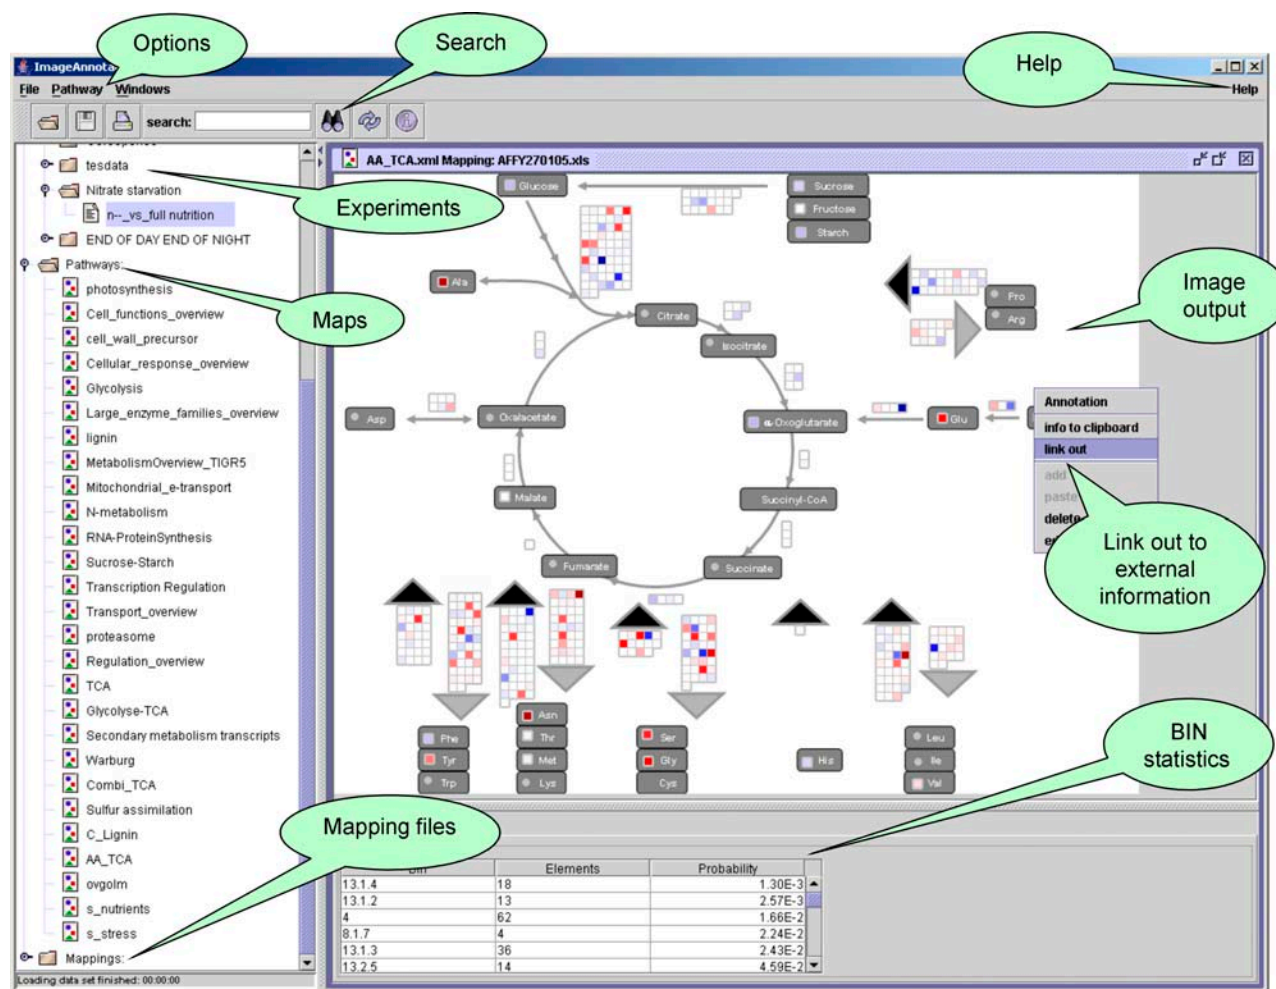 Options
Search
Help
ImageAnnota
File Pathway Windows
Help
search:
tesdata
Nitrate starvation
n--_vs_full nutrition
END OF DAY END OF NIGHT
Pathways:
photosynthesis
Cell_functions_overview
cell_wall_precursor
Cellular_response_overview
Glycolysis
Large_enzyme_families_overview
lignin
MetabolismOverview_TIGR5
Mitochondrial_e-transport
N-metabolism
RNA-ProteinSynthesis
Sucrose-Starch
Transcription Regulation
Transport_overview
proteasome
Regulation_overview
TCA
Glycolyse-TCA
Secondary metabolism transcripts
Warburg
Combi_TCA
Sulfur assimilation
C_Lignin
AA_TCA
ovgolm
s_nutrients
s_stress
Mappings:
Loading data set finished: 00:00:00
Experiments
Maps
Mapping files
AA_TCA.xml Mapping: AFFY270105.xls
Glucose
Sucrose
Fructose
Starch
Ala
Citrate
Isocitrate
Pro
Arg
Image
output
Asp
Oxalacetate
α-Oxoglutarate
Glu
Annotation
info to clipboard
link out
add
paste
delete
Malate
Succinyl-CoA
Fumarate
Succinate
Link out to
external
information
Phe
Tyr
Trp
Asn
Thr
Met
Lys
Ser
Gly
Cys
His
Leu
Ile
Val
BIN
statistics
Elements Probability
13.1.4 18 1.30E-3
13.1.2 13 2.57E-3
4 62 1.66E-2
8.1.7 4 2.24E-2
13.1.3 36 2.43E-2
13.2.5 14 4.59E-2